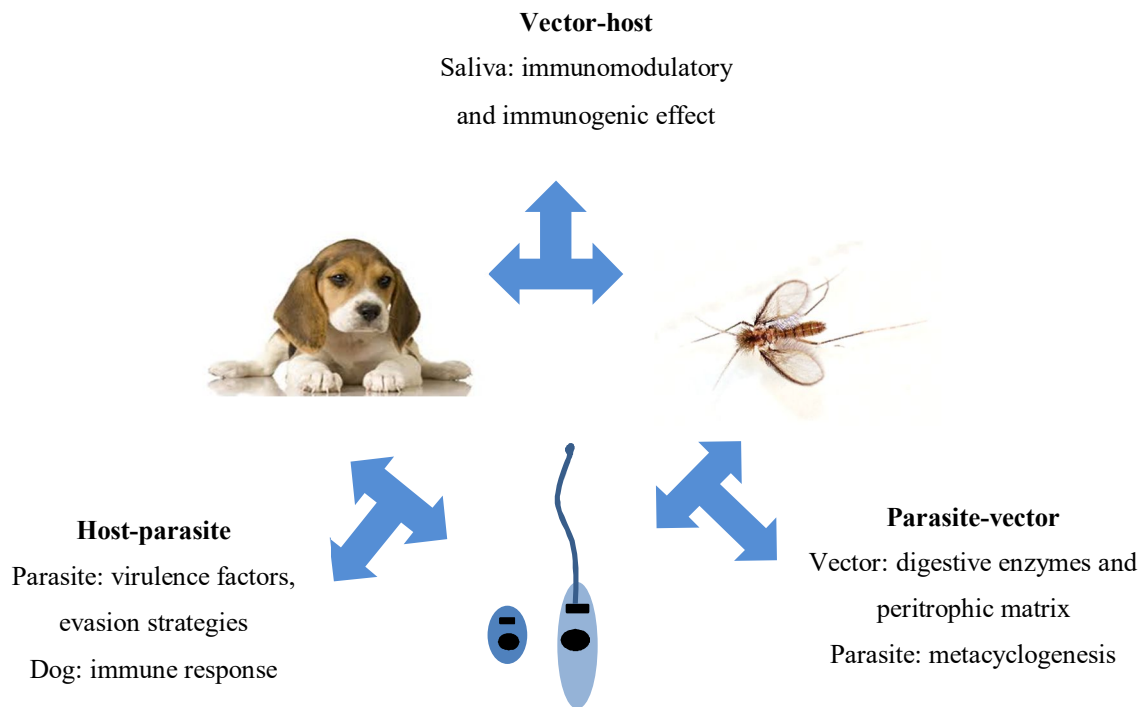 Vector-host
Saliva: immunomodulatory
and immunogenic effect
Host-parasite
Parasite: virulence factors,
evasion strategies
Dog: immune response
Parasite-vector
Vector: digestive enzymes and
peritrophic matrix
Parasite: metacyclogenesis